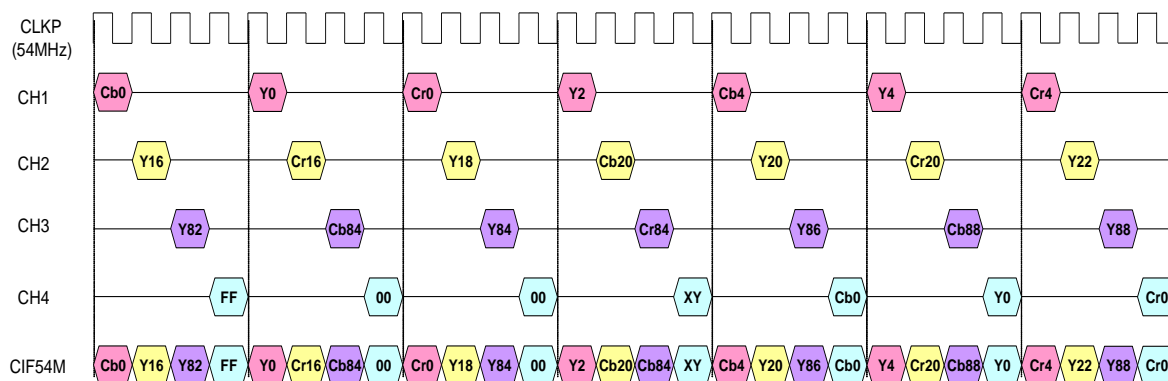 CLKP
(54MHz)
CH1 Cb0 Y0 Cr0 Y2 Cb4 Y4 Cr4
CH2 Y16 Cr16 Y18 Cb20 Y20 Cr20 Y22
CH3 Y82 Cb84 Y84 Cr84 Y86 Cb88 Y88
CH4 FF 00 00 XY Cb0 Y0 Cr0
CIF54M Cb0 Y16 Y82 FF Y0 Cr16 Cb84 00 Cr0 Y18 Y84 00 Y2 Cb20 Cb84 XY Cb4 Y20 Y86 Cb0 Y4 Cr20 Cb88 Y0 Cr4 Y22 Y88 Cr0